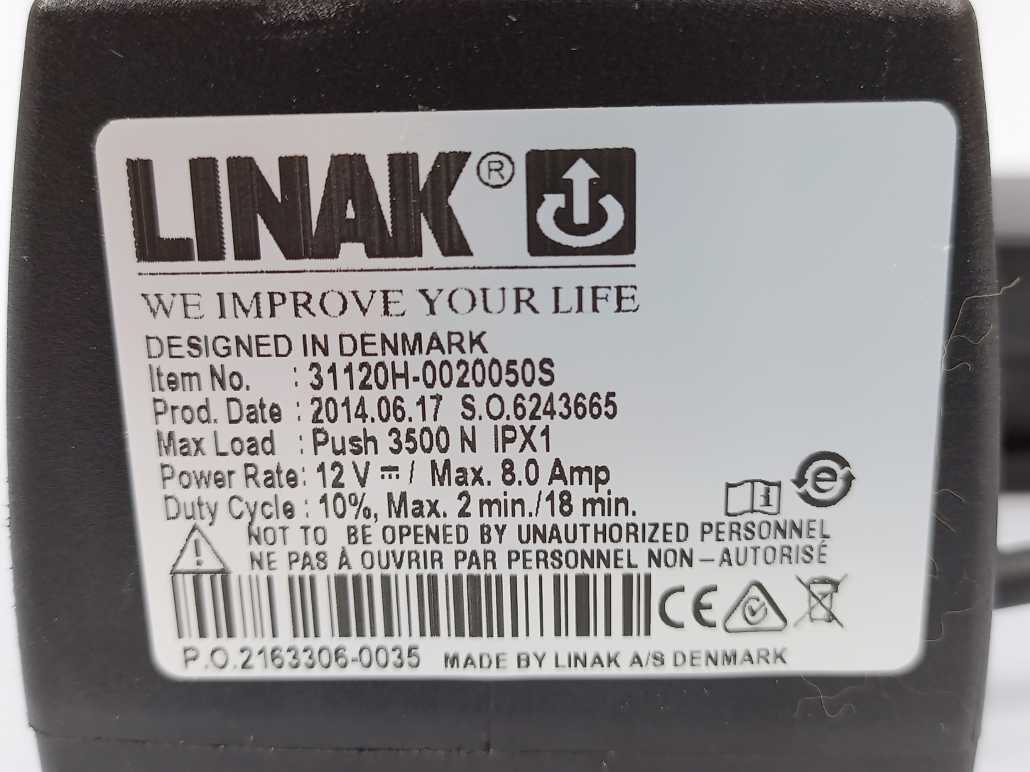 LINAK®
WE IMPROVE YOUR LIFE
DESIGNED IN DENMARK
Item No. : 31120H-0020050S
Prod. Date : 2014.06.17 S.O.6243665
Max Load : Push 3500 N IPX1
Power Rate: 12 V ⎓ / Max. 8.0 Amp
Duty Cycle : 10%, Max. 2 min./18 min.
NOT TO BE OPENED BY UNAUTHORIZED PERSONNEL
NE PAS À OUVRIR PAR PERSONNEL NON-AUTORISÉ
CE
P.O.2163306-0035 MADE BY LINAK A/S DENMARK